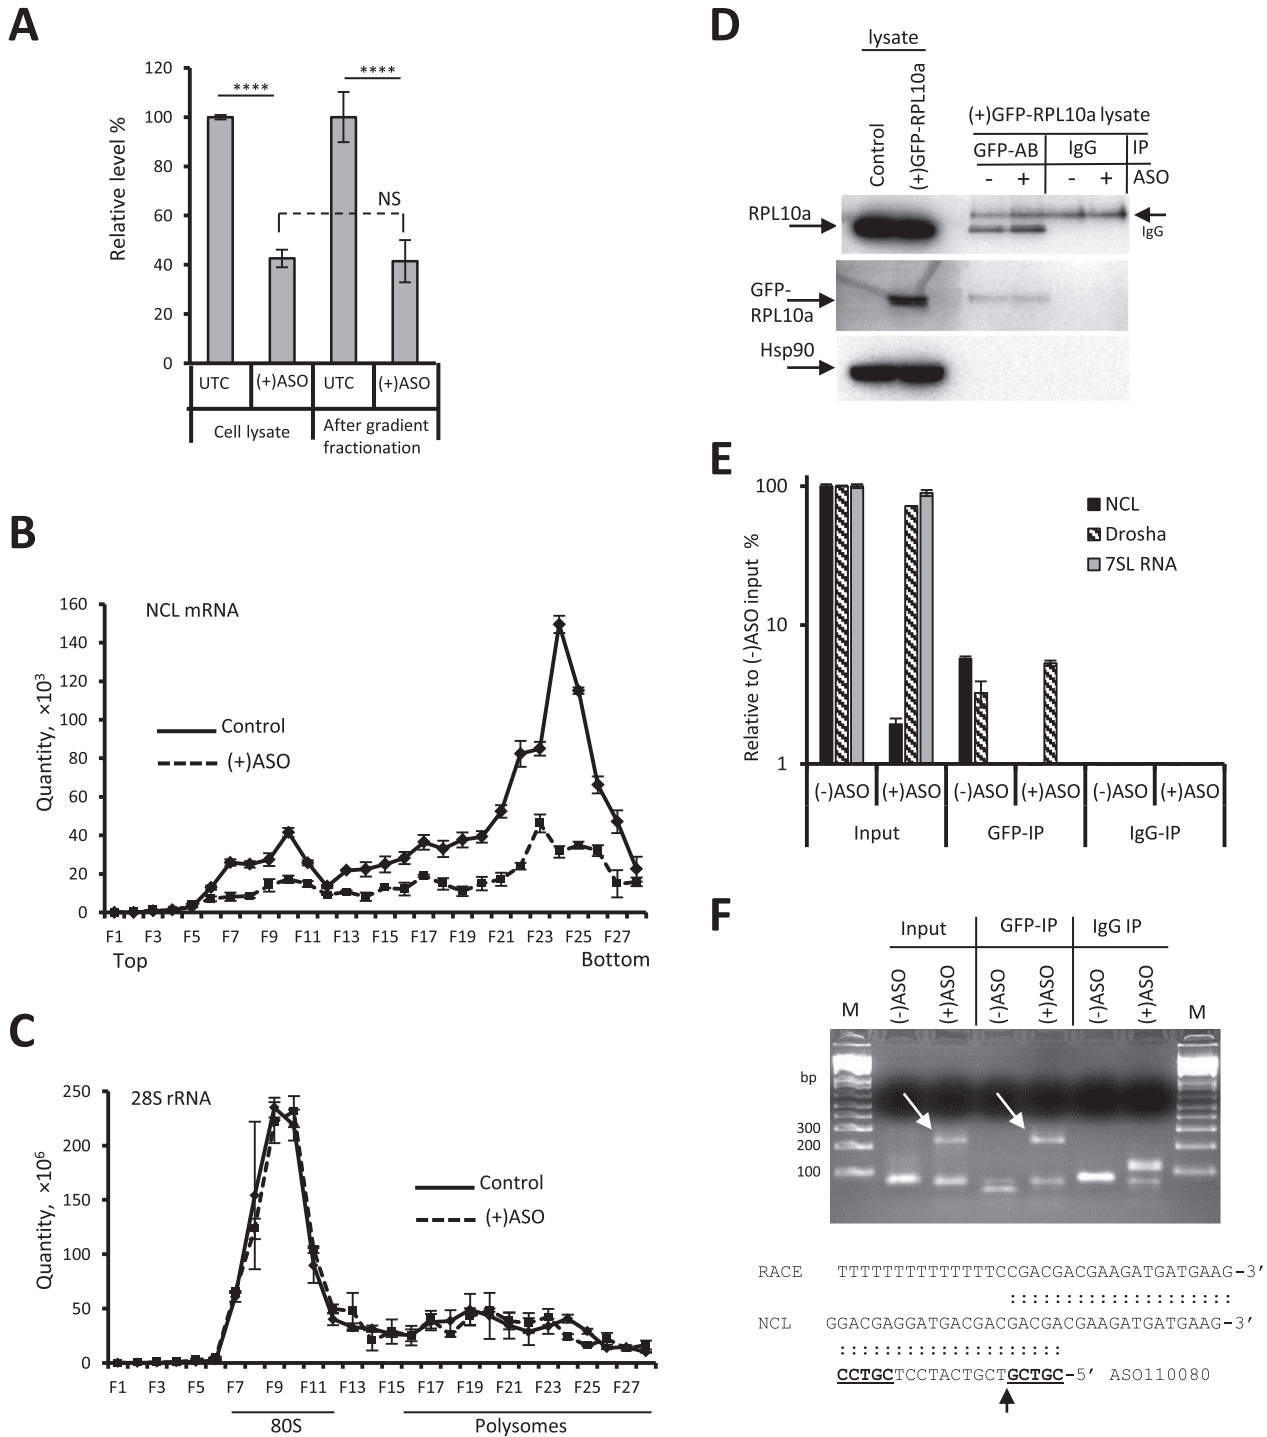 A
Relative level %
120
100
80
60
40
20
0
****
****
NS
UTC
(+)ASO
UTC
(+)ASO
Cell lysate
After gradient
fractionation
B
NCL mRNA
Quantity, ×10³
160
140
120
100
80
60
40
20
0
Control
(+)ASO
F1 F3 F5 F7 F9 F11 F13 F15 F17 F19 F21 F23 F25 F27
Top
Bottom
C
28S rRNA
Quantity, ×10⁶
250
200
150
100
50
0
Control
(+)ASO
F1 F3 F5 F7 F9 F11 F13 F15 F17 F19 F21 F23 F25 F27
80S
Polysomes
D
lysate
Control
(+)GFP-RPL10a
(+)GFP-RPL10a lysate
GFP-AB IgG IP
- + - + ASO
RPL10a
IgG
GFP-
RPL10a
Hsp90
E
Relative to (-)ASO input %
100
10
1
NCL
Drosha
7SL RNA
(-)ASO (+)ASO (-)ASO (+)ASO (-)ASO (+)ASO
Input GFP-IP IgG-IP
F
Input GFP-IP IgG IP
M (-)ASO (+)ASO (-)ASO (+)ASO (-)ASO (+)ASO M
bp
300
200
100
RACE TTTTTTTTTTTTTTCCGACGACGAAGATGATGAAG-3′
::::::::::::::::::::
NCL GGACGAGGATGACGACGACGACGAAGATGATGAAG-3′
::::::::::::::::::::
CCTGCTCCTACTGCTGCTGC-5′ ASO110080